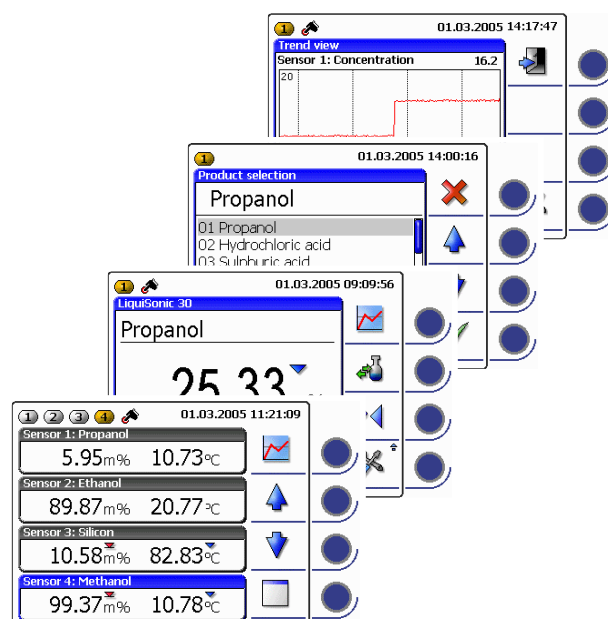 1
01.03.2005 14:17:47
Trend view
Sensor 1: Concentration 16.2
20
1
01.03.2005 14:00:16
Product selection
Propanol
01 Propanol
02 Hydrochloric acid
03 Sulphuric acid
1
01.03.2005 09:09:56
LiquiSonic 30
Propanol
25.33
1 2 3 4
01.03.2005 11:21:09
Sensor 1: Propanol
5.95m% 10.73°C
Sensor 2: Ethanol
89.87m% 20.77°C
Sensor 3: Silicon
10.58m% 82.83°C
Sensor 4: Methanol
99.37m% 10.78°C